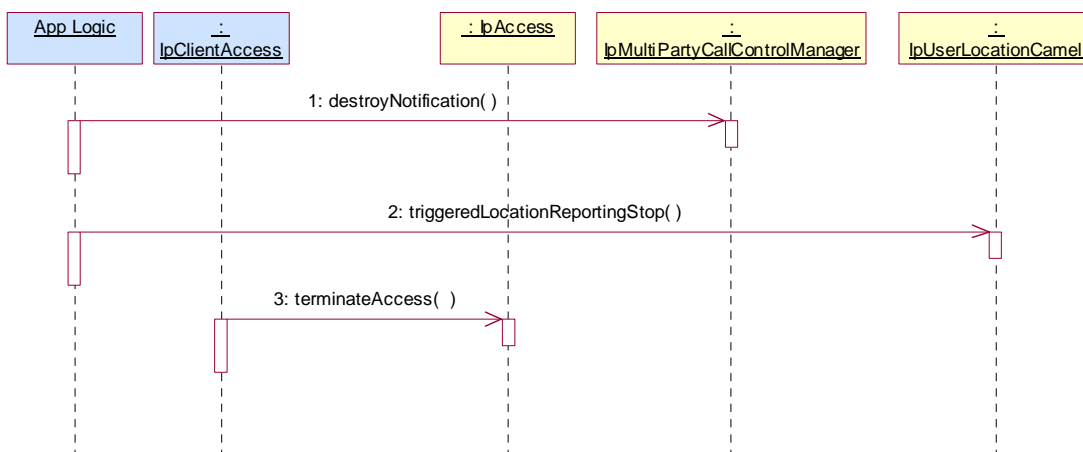 App Logic
:
IpClientAccess
: IpAccess
:
IpMultiPartyCallControlManager
:
IpUserLocationCamel
1: destroyNotification( )
2: triggeredLocationReportingStop( )
3: terminateAccess( )